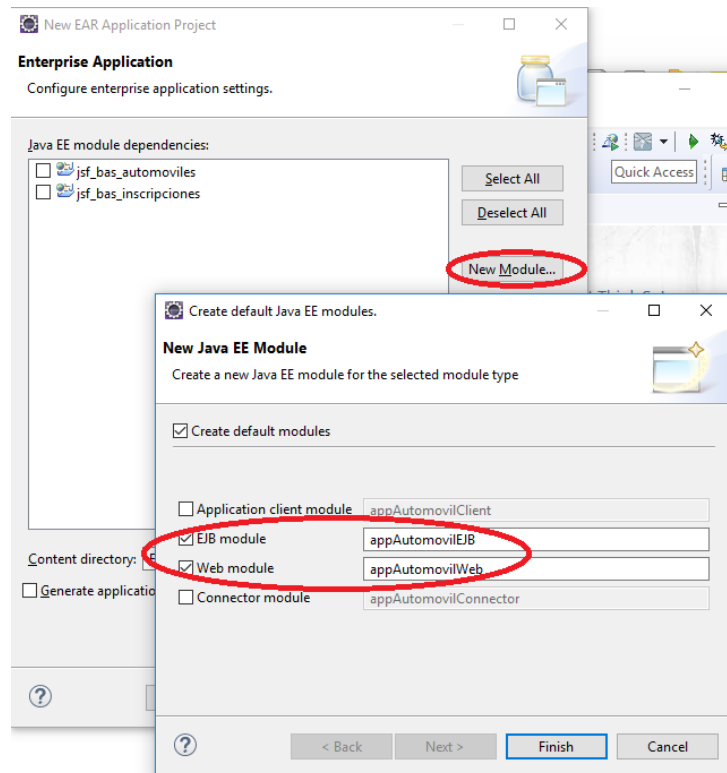 New EAR Application Project
Enterprise Application
Configure enterprise application settings.
Java EE module dependencies:
jsf_bas_automoviles
jsf_bas_inscripciones
Select All
Deselect All
New Module...
Quick Access
Create default Java EE modules.
New Java EE Module
Create a new Java EE module for the selected module type
Create default modules
Application client module appAutomovilClient
EJB module appAutomovilEJB
Web module appAutomovilWeb
Connector module appAutomovilConnector
Content directory:
Generate applicatio
< Back Next > Finish Cancel